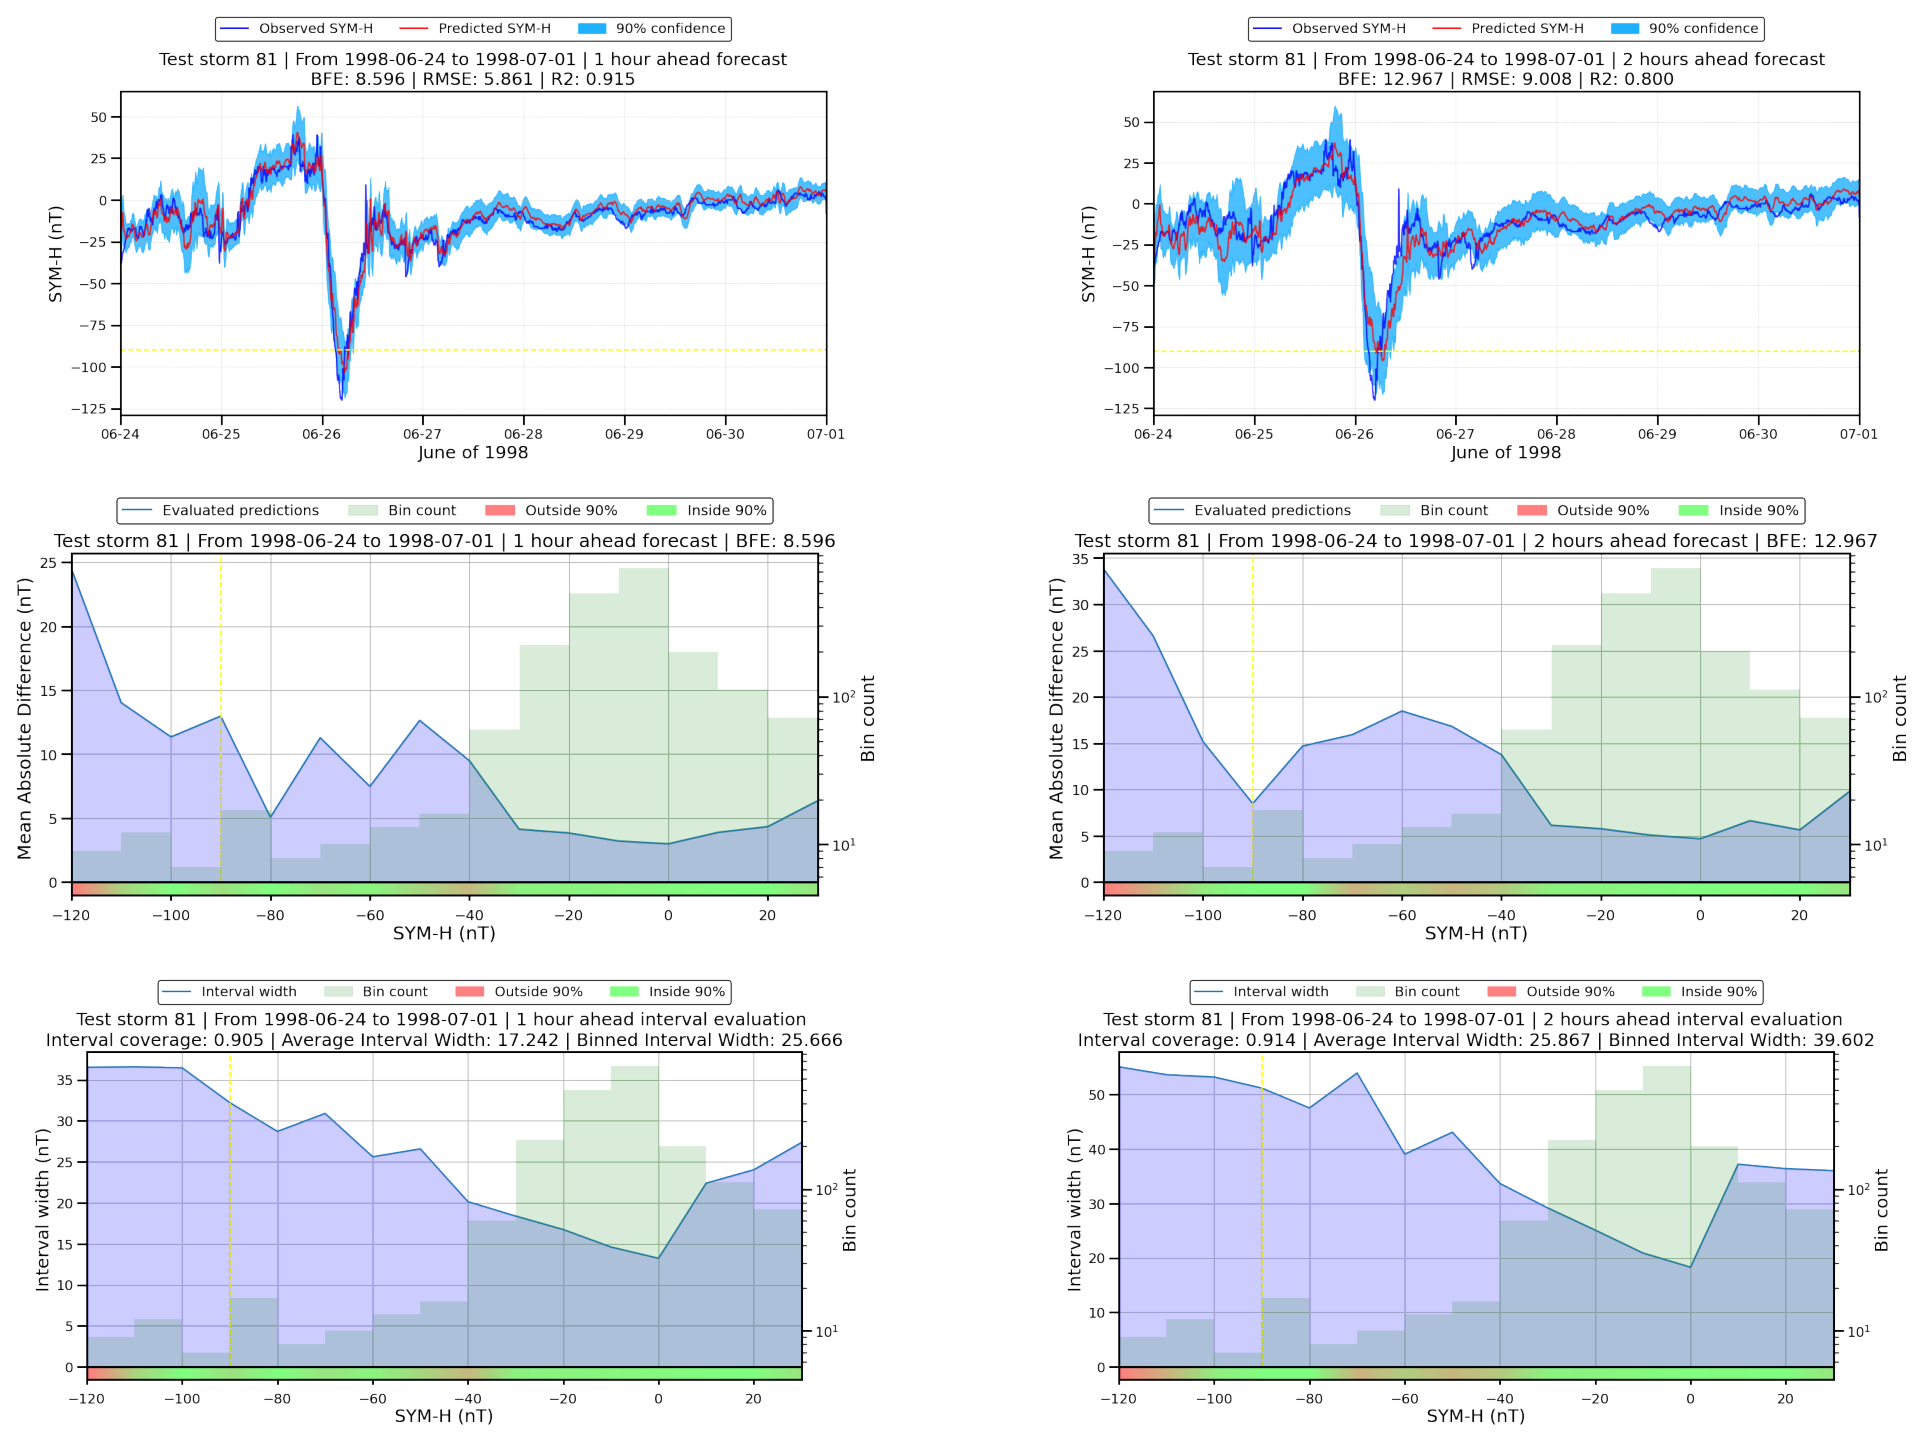 Observed SYM-H Predicted SYM-H 90% confidence
Test storm 81 | From 1998-06-24 to 1998-07-01 | 1 hour ahead forecast
BFE: 8.596 | RMSE: 5.861 | R2: 0.915
SYM-H (nT)
50
25
0
−25
−50
−75
−100
−125
06-24 06-25 06-26 06-27 06-28 06-29 06-30 07-01
June of 1998
Observed SYM-H Predicted SYM-H 90% confidence
Test storm 81 | From 1998-06-24 to 1998-07-01 | 2 hours ahead forecast
BFE: 12.967 | RMSE: 9.008 | R2: 0.800
SYM-H (nT)
50
25
0
−25
−50
−75
−100
−125
06-24 06-25 06-26 06-27 06-28 06-29 06-30 07-01
June of 1998
Evaluated predictions Bin count Outside 90% Inside 90%
Test storm 81 | From 1998-06-24 to 1998-07-01 | 1 hour ahead forecast | BFE: 8.596
Mean Absolute Difference (nT)
25
20
15
10
5
0
10²
10¹
Bin count
−120 −100 −80 −60 −40 −20 0 20
SYM-H (nT)
Evaluated predictions Bin count Outside 90% Inside 90%
Test storm 81 | From 1998-06-24 to 1998-07-01 | 2 hours ahead forecast | BFE: 12.967
Mean Absolute Difference (nT)
35
30
25
20
15
10
5
0
10²
10¹
Bin count
−120 −100 −80 −60 −40 −20 0 20
SYM-H (nT)
Interval width Bin count Outside 90% Inside 90%
Test storm 81 | From 1998-06-24 to 1998-07-01 | 1 hour ahead interval evaluation
Interval coverage: 0.905 | Average Interval Width: 17.242 | Binned Interval Width: 25.666
Interval width (nT)
35
30
25
20
15
10
5
0
10²
10¹
Bin count
−120 −100 −80 −60 −40 −20 0 20
SYM-H (nT)
Interval width Bin count Outside 90% Inside 90%
Test storm 81 | From 1998-06-24 to 1998-07-01 | 2 hours ahead interval evaluation
Interval coverage: 0.914 | Average Interval Width: 25.867 | Binned Interval Width: 39.602
Interval width (nT)
50
40
30
20
10
0
10²
10¹
Bin count
−120 −100 −80 −60 −40 −20 0 20
SYM-H (nT)